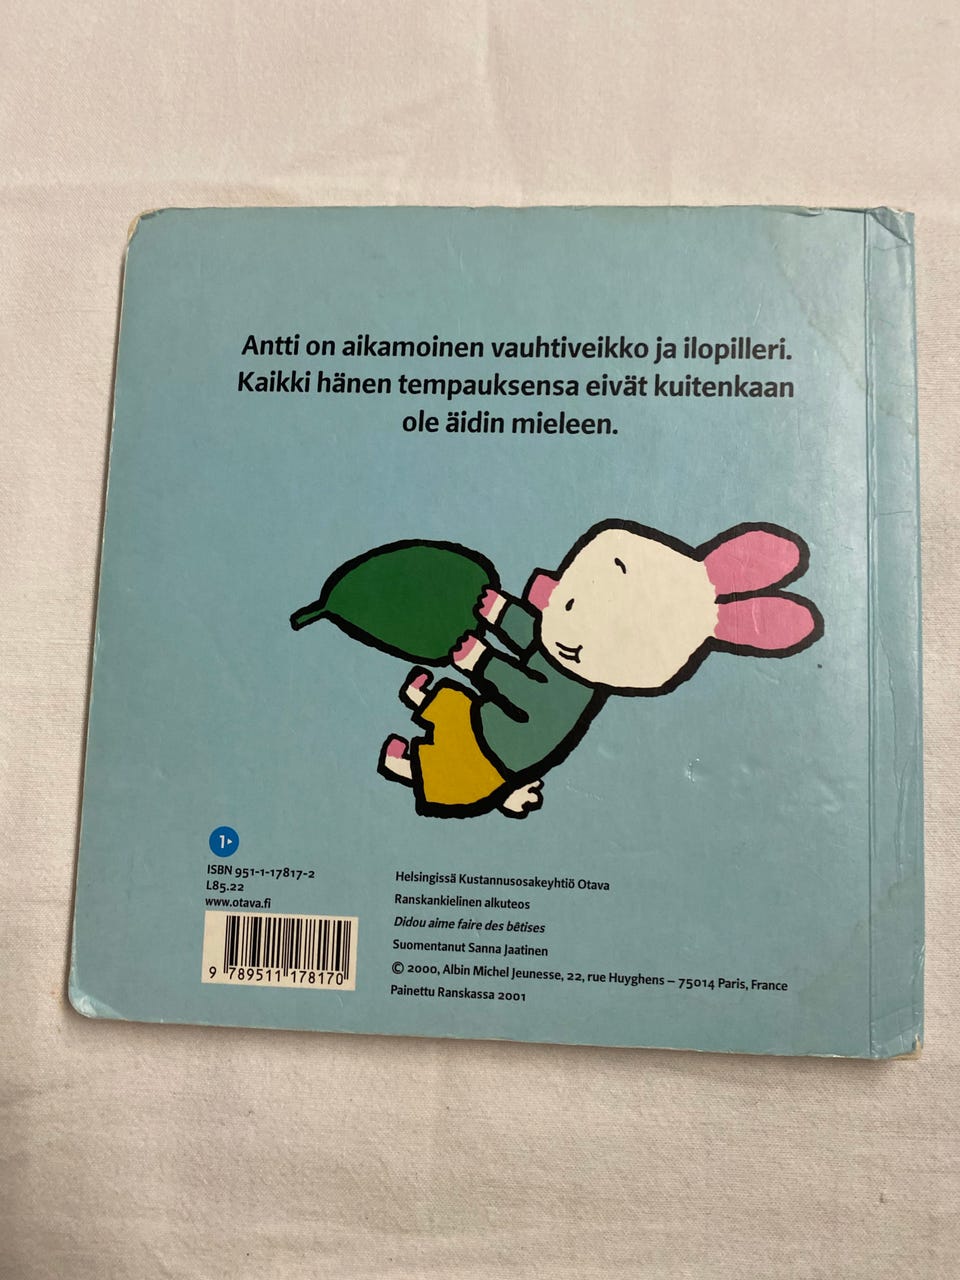 Antti on aikamoinen vauhtiveikko ja ilopilleri.
Kaikki hänen tempauksensa eivät kuitenkaan
ole äidin mieleen.
1
ISBN 951-1-17817-2
L85.22
www.otava.fi
9 789511 178170
Helsingissä Kustannusosakeyhtiö Otava
Ranskankielinen alkuteos
Didou aime faire des bêtises
Suomentanut Sanna Jaatinen
© 2000, Albin Michel Jeunesse, 22, rue Huyghens – 75014 Paris, France
Painettu Ranskassa 2001